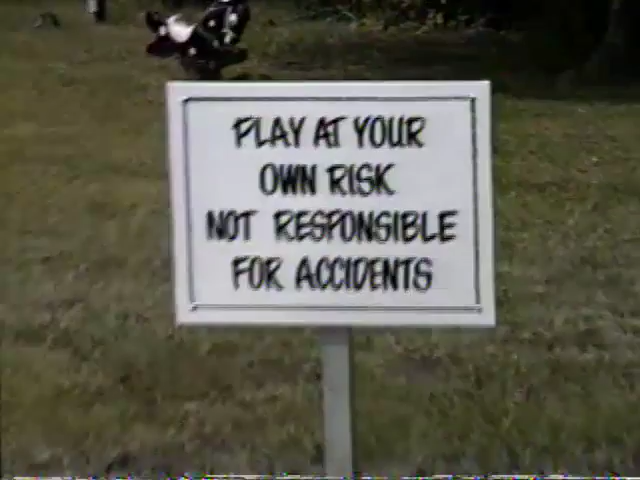 PLAY AT YOUR
OWN RISK
NOT RESPONSIBLE
FOR ACCIDENTS